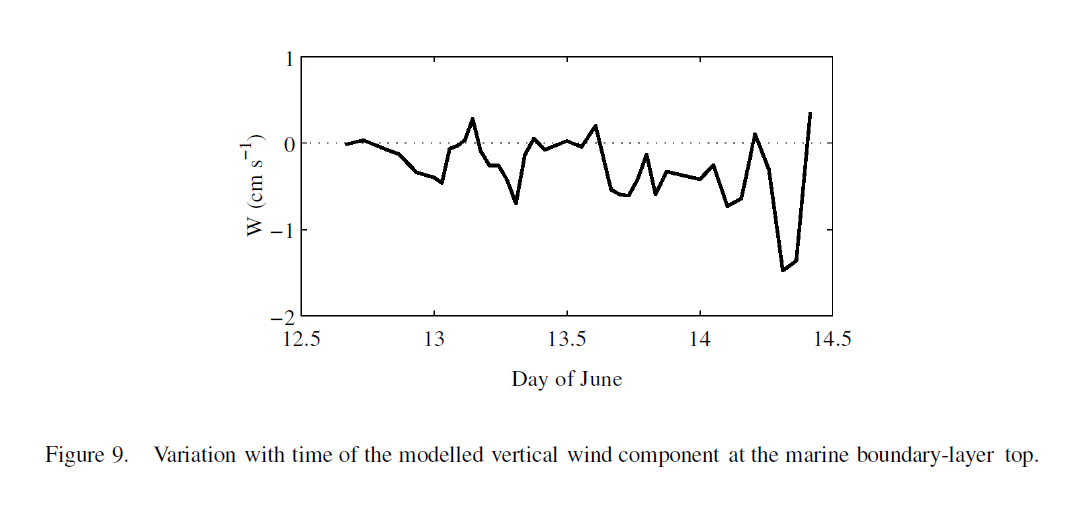 1
0
−1
−2
W (cm s−1)
12.5 13 13.5 14 14.5
Day of June
Figure 9. Variation with time of the modelled vertical wind component at the marine boundary-layer top.